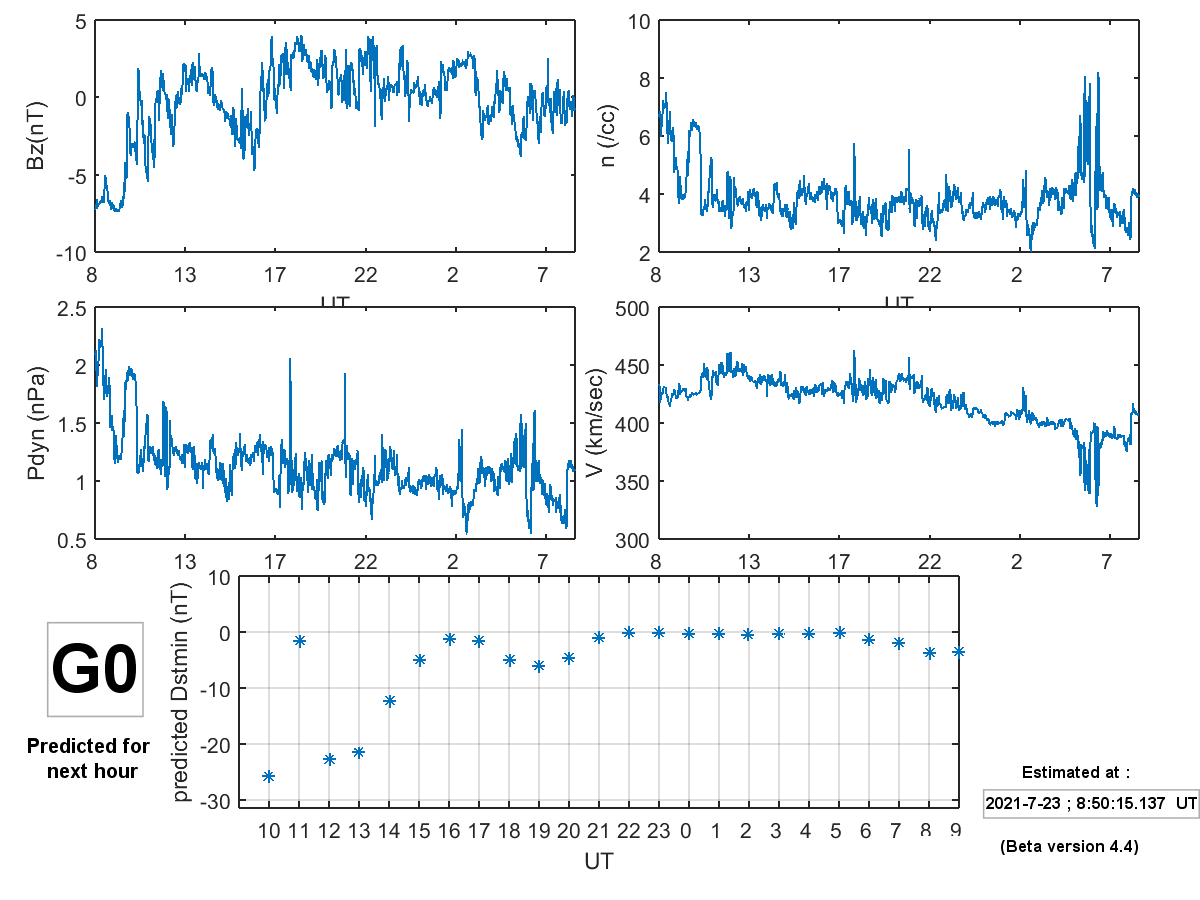 5
0
-5
-10
Bz(nT)
8 13 17 22 2 7
UT
10
8
6
4
2
n (/cc)
8 13 17 22 2 7
UT
2.5
2
1.5
1
0.5
Pdyn (nPa)
8 13 17 22 2 7
500
450
400
350
300
V (km/sec)
8 13 17 22 2 7
10
0
-10
-20
-30
predicted Dstmin (nT)
10 11 12 13 14 15 16 17 18 19 20 21 22 23 0 1 2 3 4 5 6 7 8 9
UT
G0
Predicted for
next hour
Estimated at :
2021-7-23 ; 8:50:15.137 UT
(Beta version 4.4)